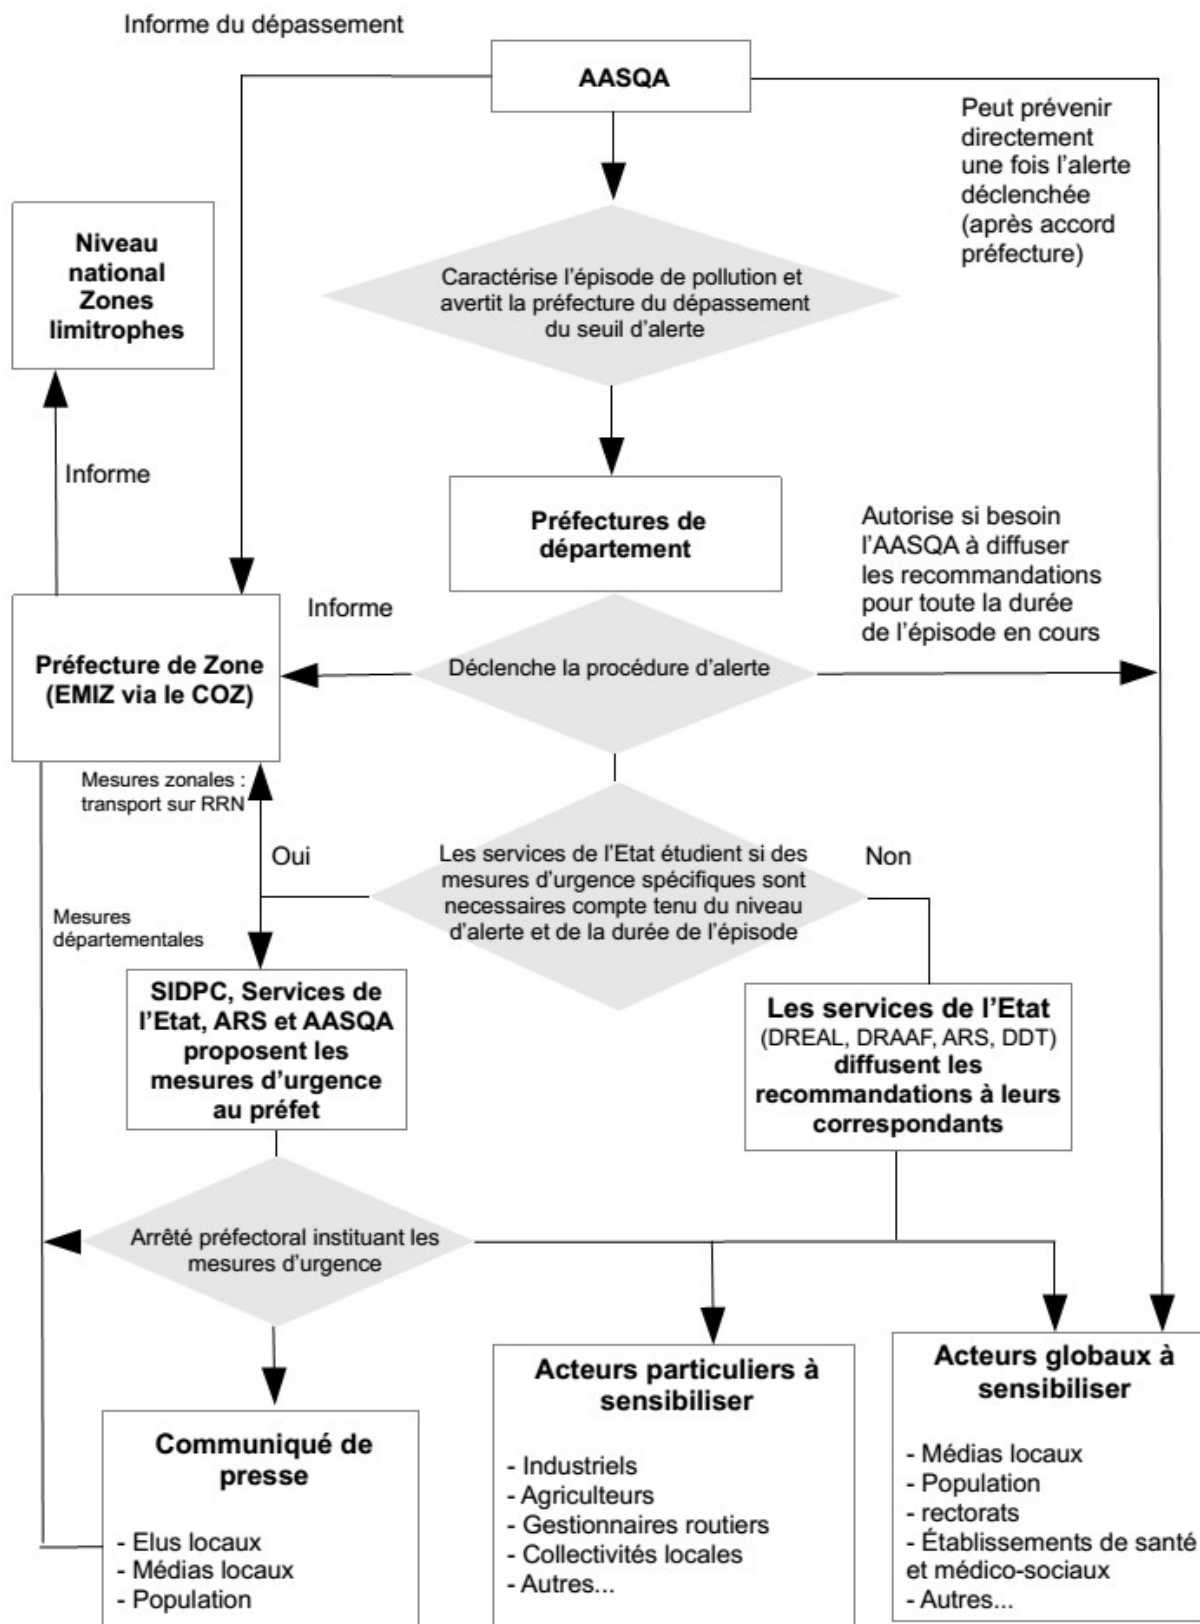 Informe du dépassement
AASQA
Peut prévenir
directement
une fois l'alerte
déclenchée
(après accord
préfecture)
Niveau
national
Zones
limitrophes
Caractérise l'épisode de pollution et
avertit la préfecture du dépassement
du seuil d'alerte
Informe
Préfectures de
département
Autorise si besoin
l'AASQA à diffuser
les recommandations
pour toute la durée
de l'épisode en cours
Informe
Préfecture de Zone
(EMIZ via le COZ)
Déclenche la procédure d'alerte
Mesures zonales :
transport sur RRN
Oui
Les services de l'Etat étudient si des
mesures d'urgence spécifiques sont
necessaires compte tenu du niveau
d'alerte et de la durée de l'épisode
Non
Mesures
départementales
SIDPC, Services de
l'Etat, ARS et AASQA
proposent les
mesures d'urgence
au préfet
Les services de l'Etat
(DREAL, DRAAF, ARS, DDT)
diffusent les
recommandations à leurs
correspondants
Arrêté préfectoral instituant les
mesures d'urgence
Communiqué de
presse
- Elus locaux
- Médias locaux
- Population
Acteurs particuliers à
sensibiliser
- Industriels
- Agriculteurs
- Gestionnaires routiers
- Collectivités locales
- Autres...
Acteurs globaux à
sensibiliser
- Médias locaux
- Population
- rectorats
- Établissements de santé
et médico-sociaux
- Autres...